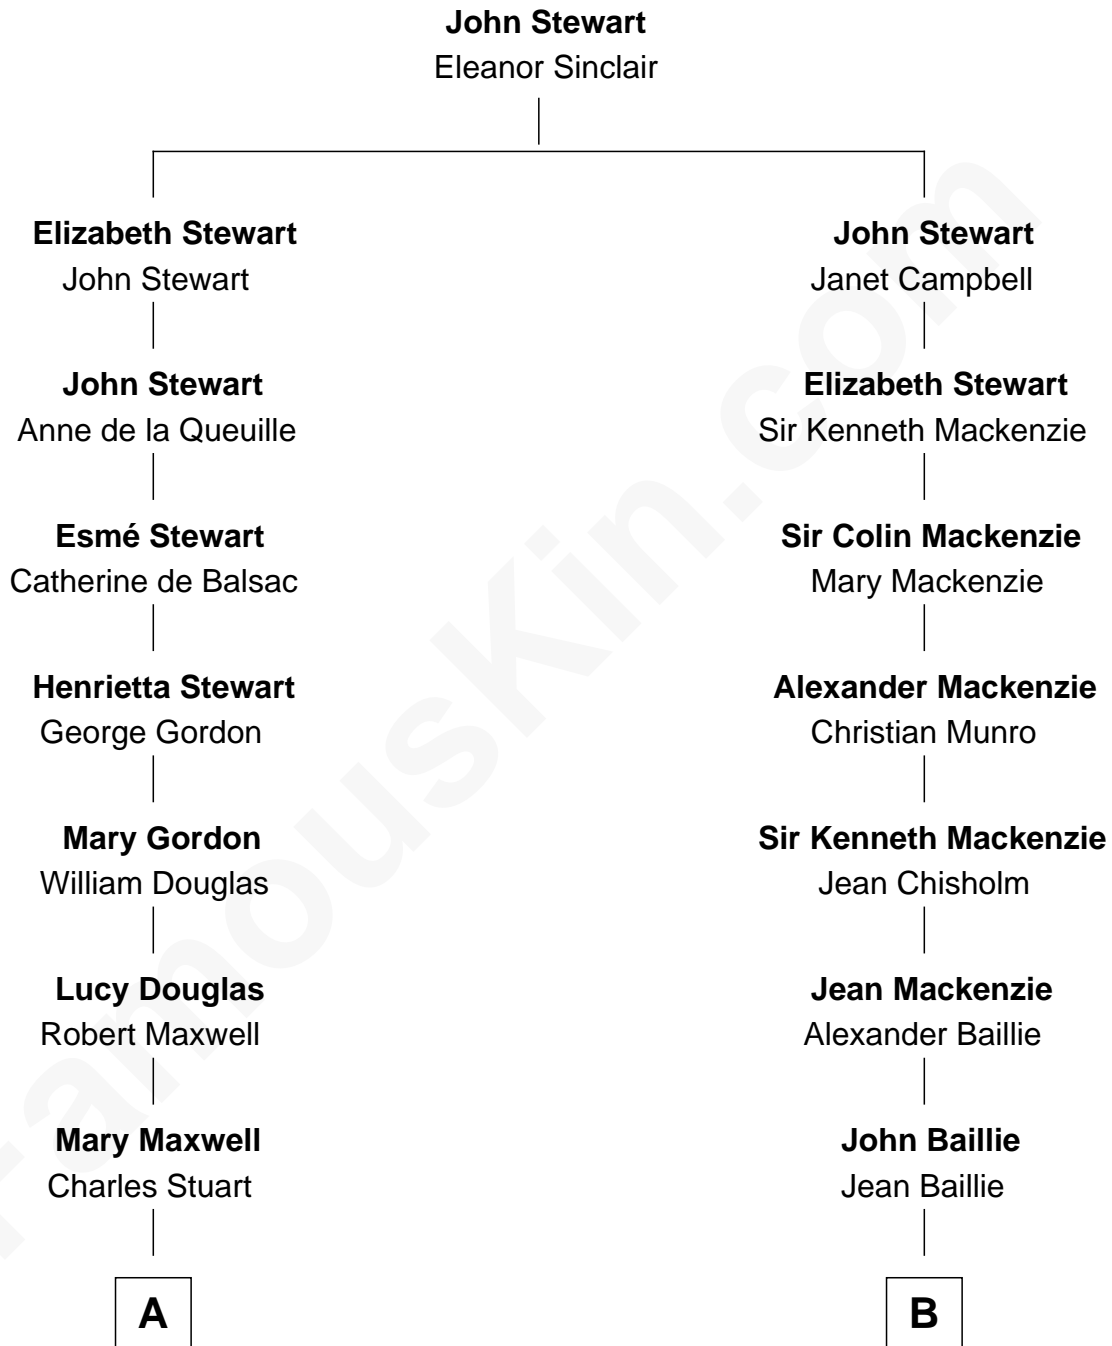 John Stewart
Eleanor Sinclair
Elizabeth Stewart
John Stewart
John Stewart
Janet Campbell
John Stewart
Anne de la Queuille
Elizabeth Stewart
Sir Kenneth Mackenzie
Esmé Stewart
Catherine de Balsac
Sir Colin Mackenzie
Mary Mackenzie
Henrietta Stewart
George Gordon
Alexander Mackenzie
Christian Munro
Mary Gordon
William Douglas
Sir Kenneth Mackenzie
Jean Chisholm
Lucy Douglas
Robert Maxwell
Jean Mackenzie
Alexander Baillie
Mary Maxwell
Charles Stuart
John Baillie
Jean Baillie
A
B
FamousKin.com